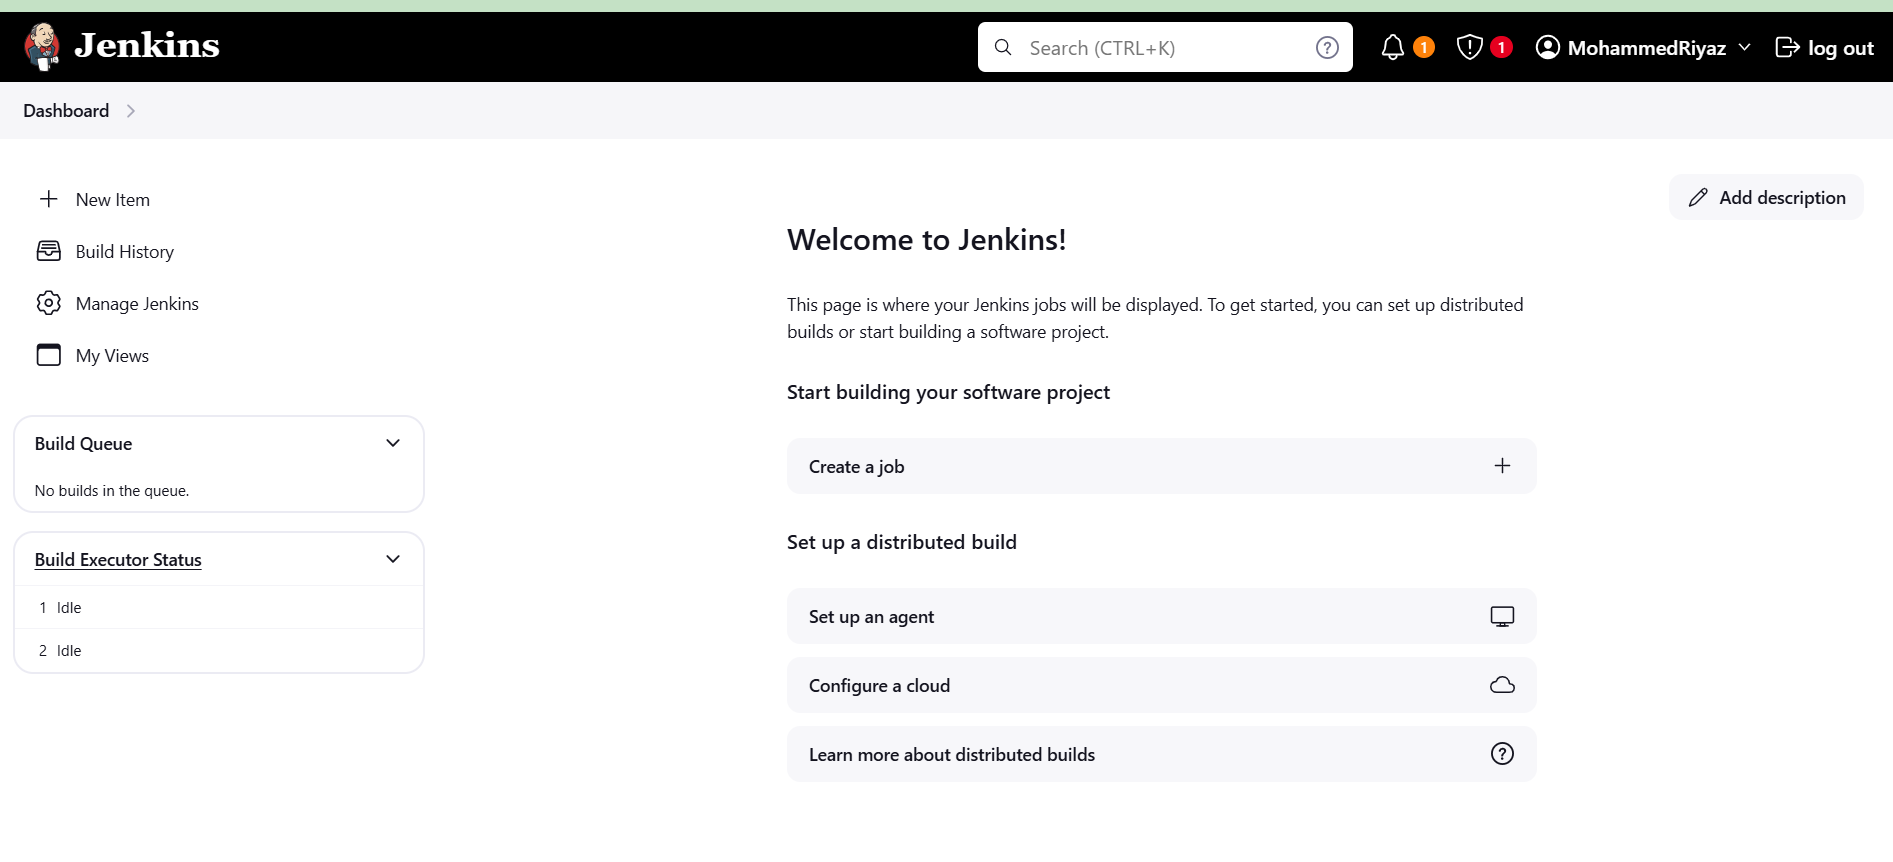 Jenkins
Search (CTRL+K)
?
1
1
MohammedRiyaz
log out
Dashboard
New Item
Build History
Manage Jenkins
My Views
Build Queue
No builds in the queue.
Build Executor Status
1 Idle
2 Idle
Add description
Welcome to Jenkins!
This page is where your Jenkins jobs will be displayed. To get started, you can set up distributed
builds or start building a software project.
Start building your software project
Create a job
Set up a distributed build
Set up an agent
Configure a cloud
Learn more about distributed builds
?